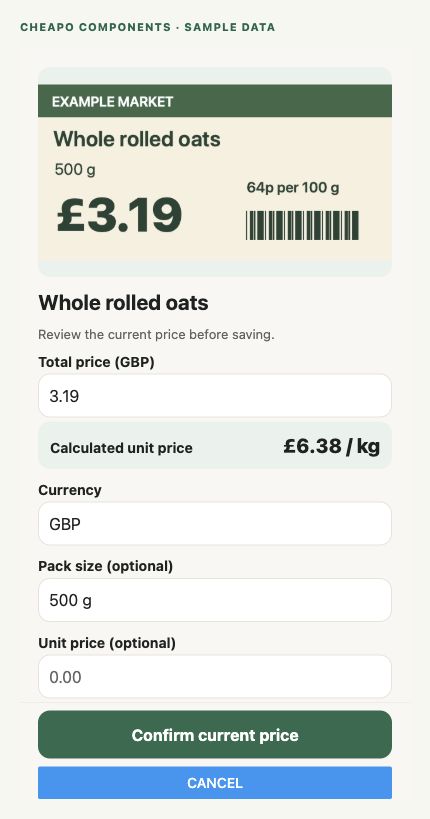 CHEAPO COMPONENTS · SAMPLE DATA
EXAMPLE MARKET
Whole rolled oats
500 g
64p per 100 g
£3.19
Whole rolled oats
Review the current price before saving.
Total price (GBP)
3.19
Calculated unit price £6.38 / kg
Currency
GBP
Pack size (optional)
500 g
Unit price (optional)
0.00
Confirm current price
CANCEL